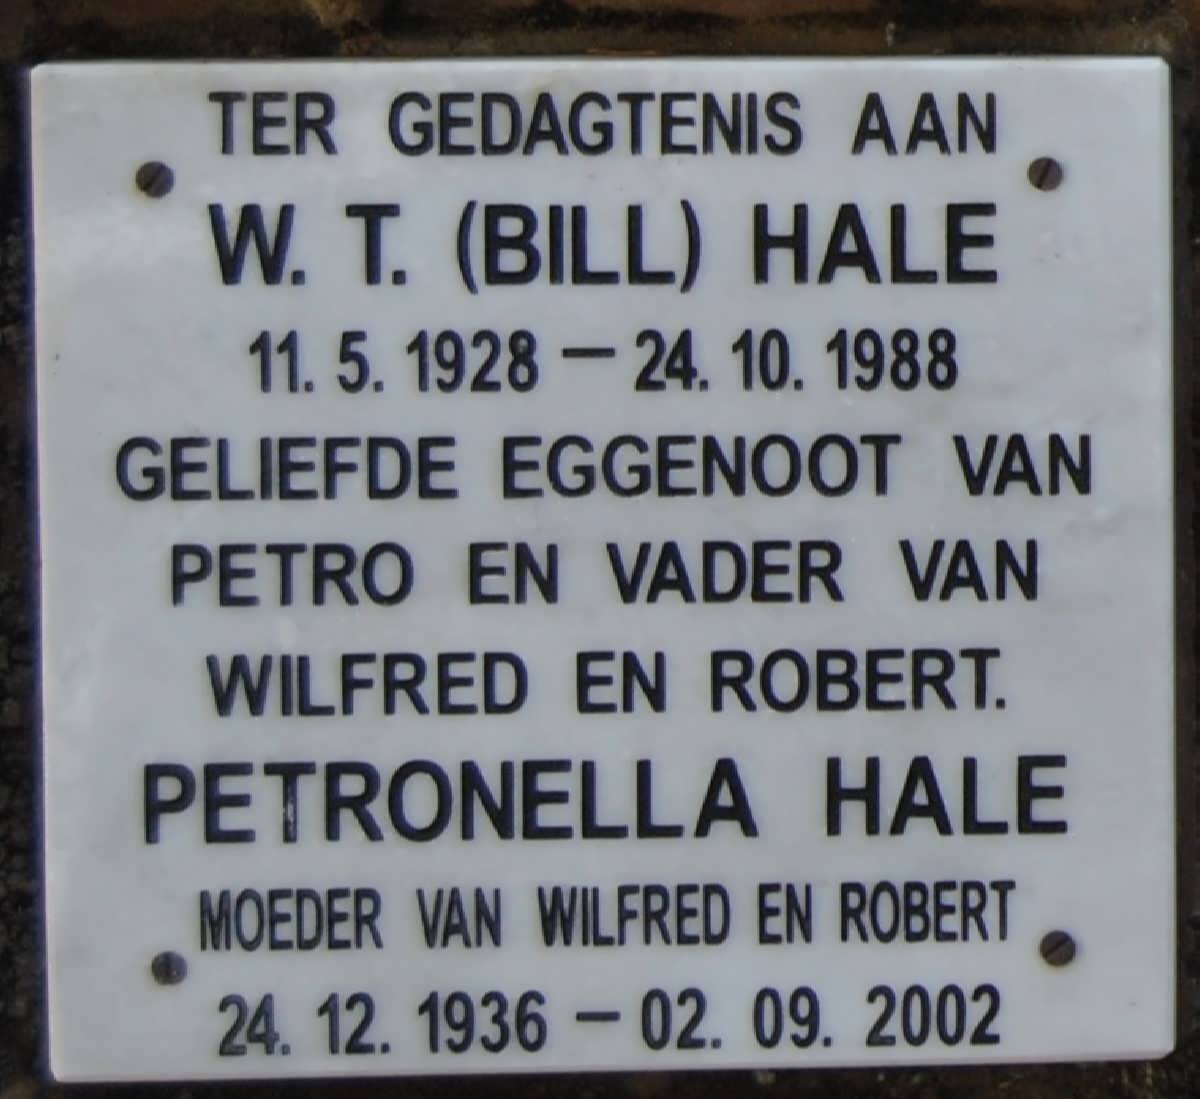 TER GEDAGTENIS AAN
W. T. (BILL) HALE
11. 5. 1928 – 24. 10. 1988
GELIEFDE EGGENOOT VAN
PETRO EN VADER VAN
WILFRED EN ROBERT.
PETRONELLA HALE
MOEDER VAN WILFRED EN ROBERT
24. 12. 1936 – 02. 09. 2002